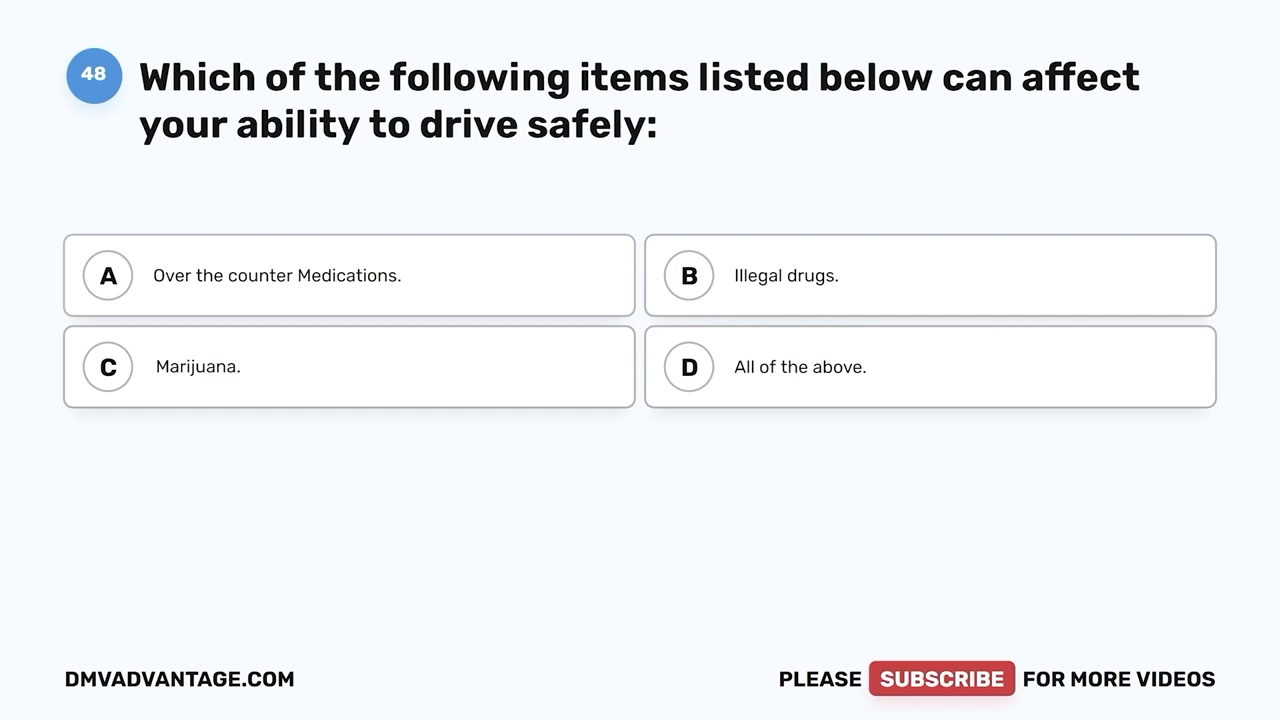 48
Which of the following items listed below can affect
your ability to drive safely:
A
Over the counter Medications.
B
Illegal drugs.
C
Marijuana.
D
All of the above.
DMVADVANTAGE.COM
PLEASE SUBSCRIBE FOR MORE VIDEOS